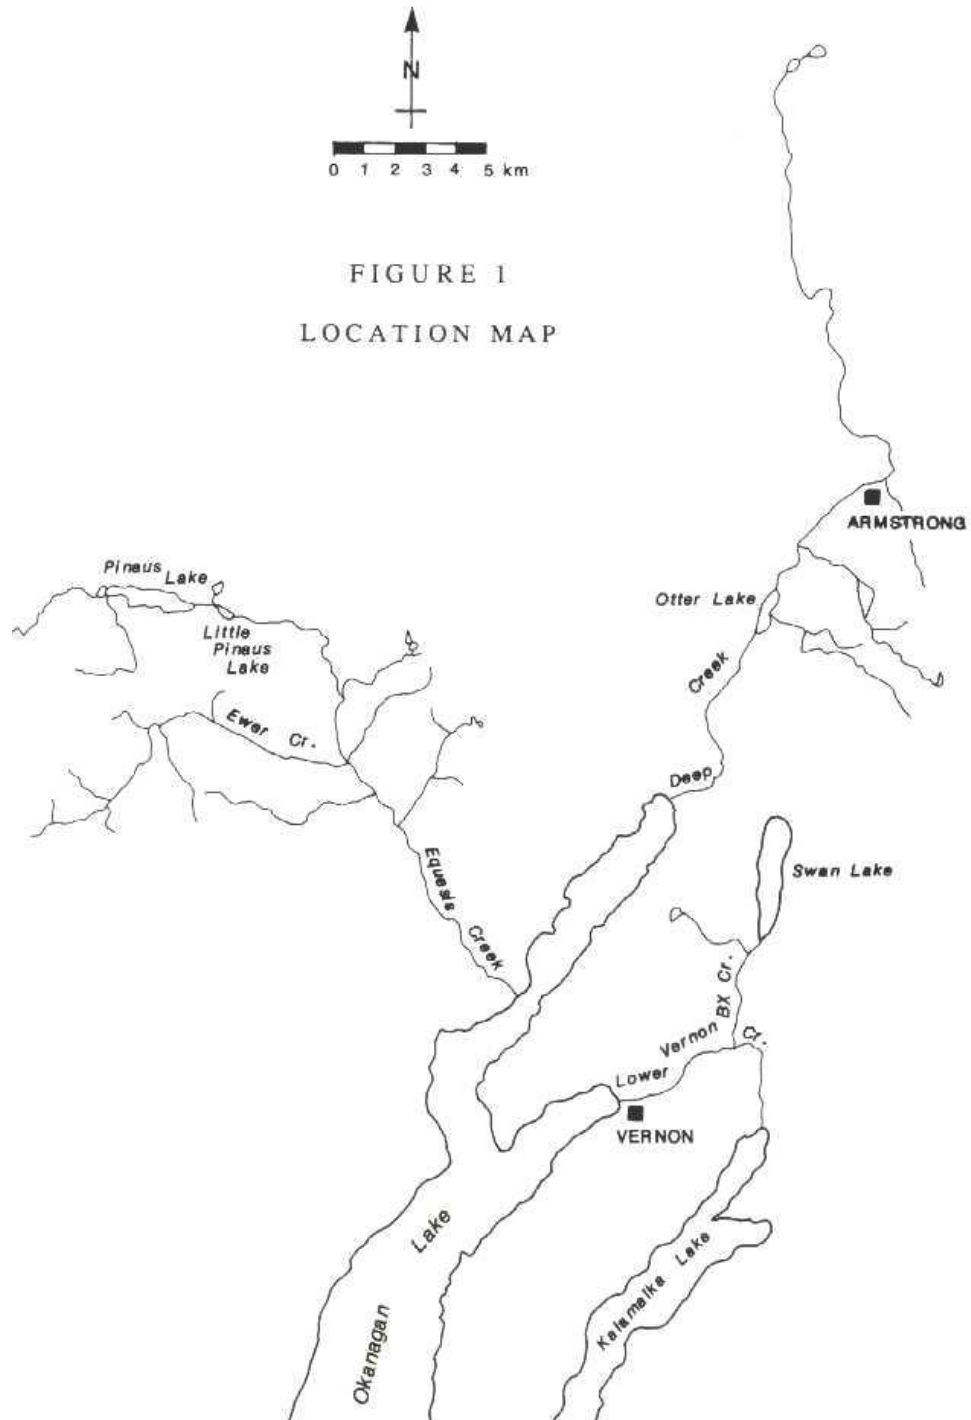 N
0 1 2 3 4 5 km
FIGURE 1
LOCATION MAP
ARMSTRONG
Pinaus
Lake
Otter Lake
Little
Pinaus
Lake
Creek
Ewer Cr.
Deep
Equesis Creek
Swan Lake
BX Cr.
Lower Vernon Cr.
VERNON
Okanagan Lake
Kalamalka Lake